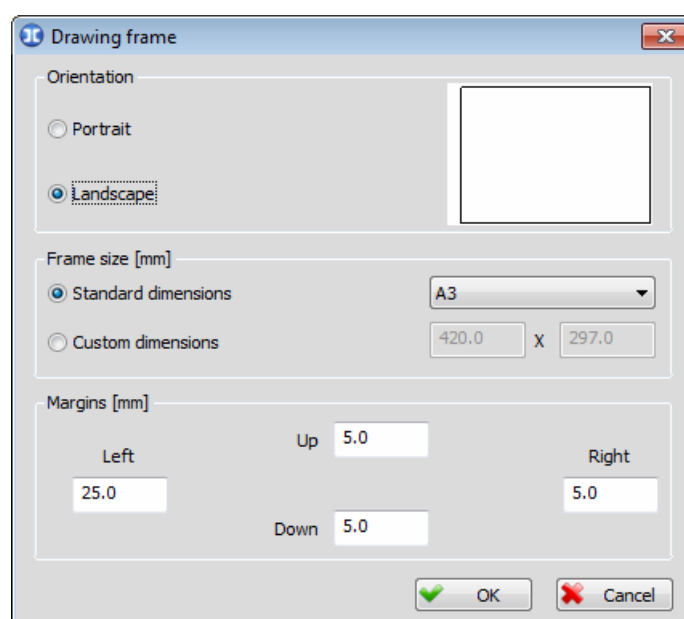 Drawing frame
Orientation
Portrait
Landscape
Frame size [mm]
Standard dimensions A3
Custom dimensions 420.0 X 297.0
Margins [mm]
Up 5.0
Left Right
25.0 5.0
Down 5.0
OK Cancel